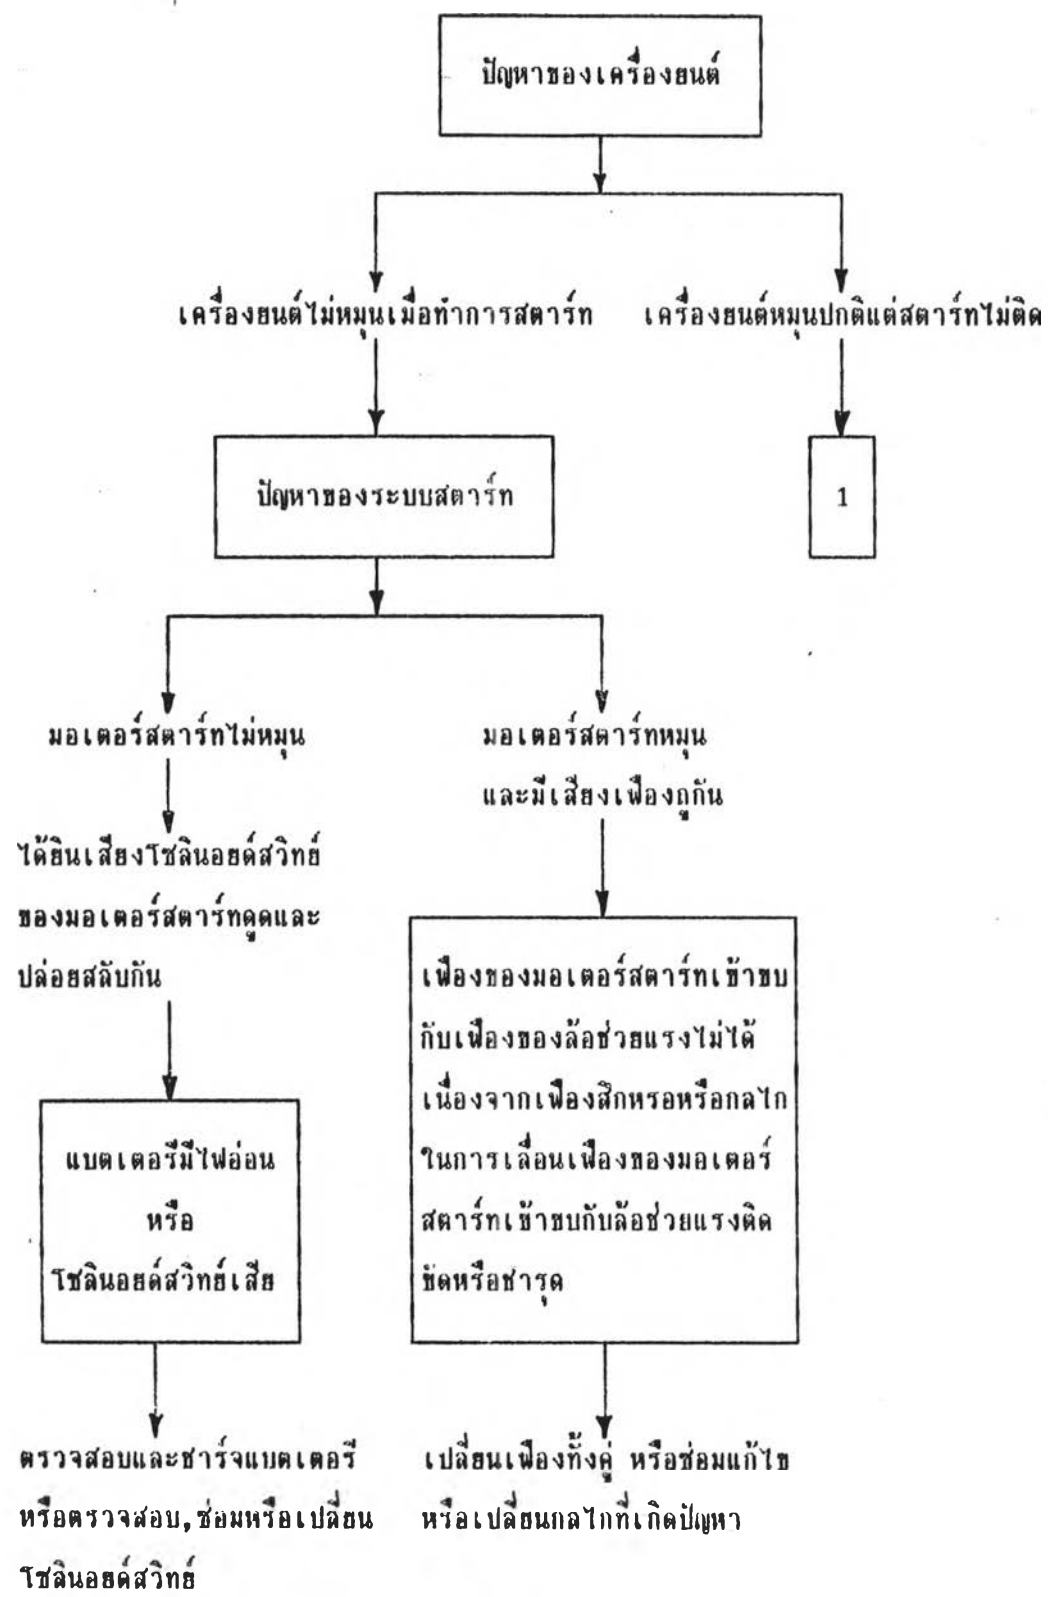 ปัญหาของเครื่องยนต์
เครื่องยนต์ไม่หมุนเมื่อทำการสตาร์ท
เครื่องยนต์หมุนปกติแต่สตาร์ทไม่ติด
ปัญหาของระบบสตาร์ท
1
มอเตอร์สตาร์ทไม่หมุน
มอเตอร์สตาร์ทหมุน
และมีเสียงเฟืองถูกัน
ได้ยินเสียงโซลินอยด์สวิทย์
ของมอเตอร์สตาร์ทดูดและ
ปล่อยสลับกัน
เฟืองของมอเตอร์สตาร์ทเข้าขบ
กับเฟืองของล้อช่วยแรงไม่ได้
เนื่องจากเฟืองสึกหรอหรือกลไก
ในการเลื่อนเฟืองของมอเตอร์
สตาร์ทเข้าขบกับล้อช่วยแรงติด
ขัดหรือชำรุด
แบตเตอรี่มีไฟอ่อน
หรือ
โซลินอยด์สวิทย์เสีย
ตรวจสอบและชาร์จแบตเตอรี่
หรือตรวจสอบ,ซ่อมหรือเปลี่ยน
โซลินอยด์สวิทย์
เปลี่ยนเฟืองทั้งคู่ หรือซ่อมแก้ไข
หรือเปลี่ยนกลไกที่เกิดปัญหา